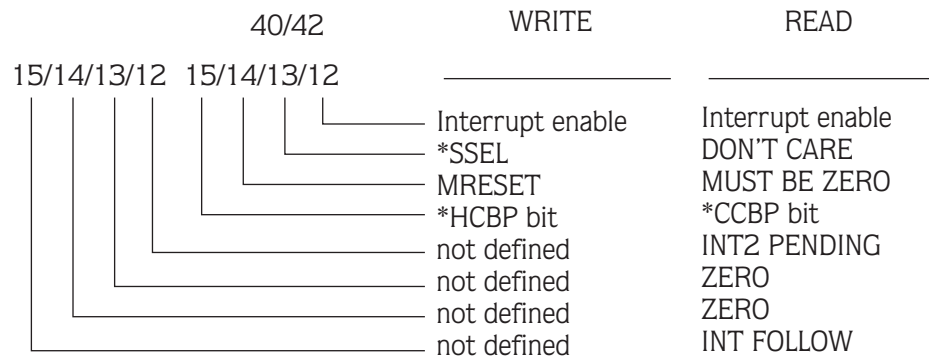 40/42 WRITE READ
15/14/13/12 15/14/13/12
Interrupt enable Interrupt enable
*SSEL DON'T CARE
MRESET MUST BE ZERO
*HCBP bit *CCBP bit
not defined INT2 PENDING
not defined ZERO
not defined ZERO
not defined INT FOLLOW